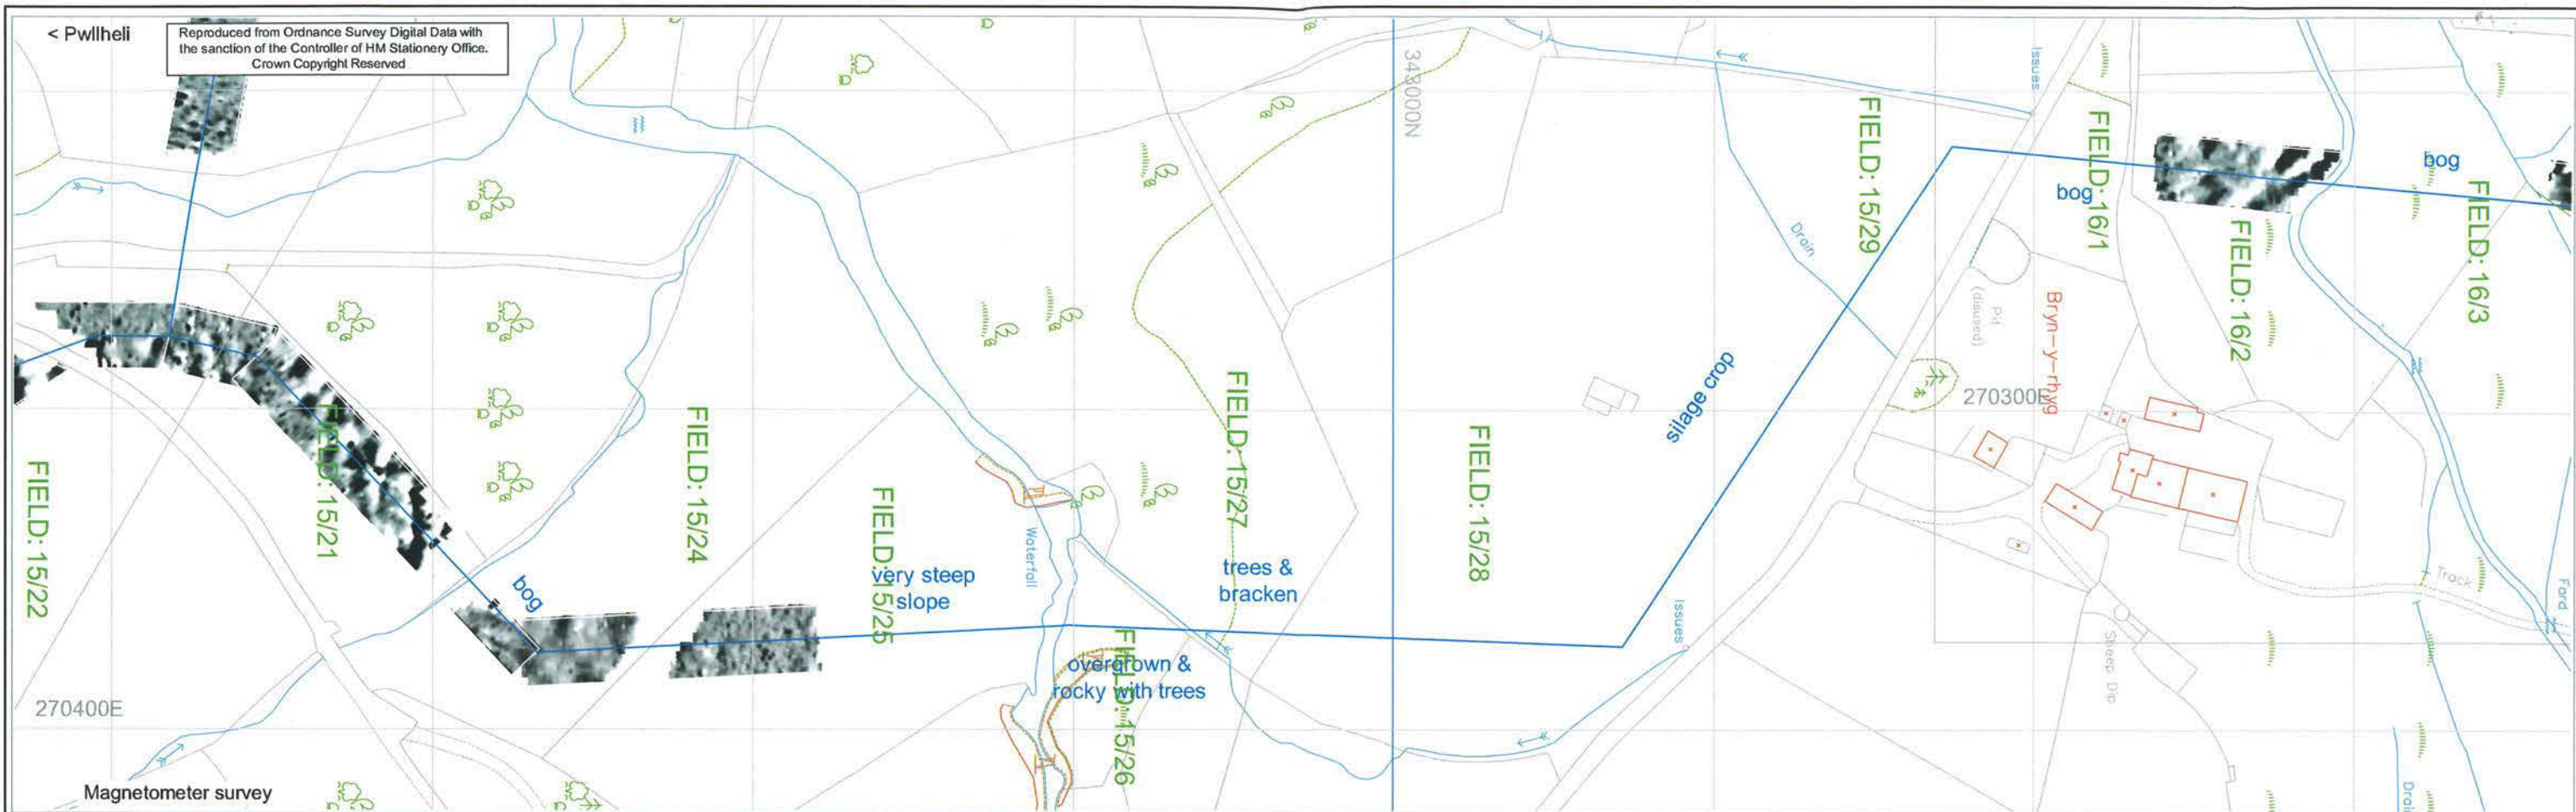 < Pwllheli
Reproduced from Ordnance Survey Digital Data with
the sanction of the Controller of HM Stationery Office.
Crown Copyright Reserved
343000N
Issues
FIELD: 15/29
FIELD: 16/1
bog
bog
FIELD: 16/3
FIELD: 16/2
Drain
Pit
(disused)
Bryn-y-rhyg
270300E
silage crop
FIELD: 15/22
FIELD: 15/21
FIELD: 15/24
FIELD: 15/25
FIELD: 15/27
FIELD: 15/28
bog
very steep
slope
Waterfall
trees &
bracken
Issues
Track
Ford
Sheep Dip
FIELD: 15/26
overgrown &
rocky with trees
270400E
Drain
Magnetometer survey